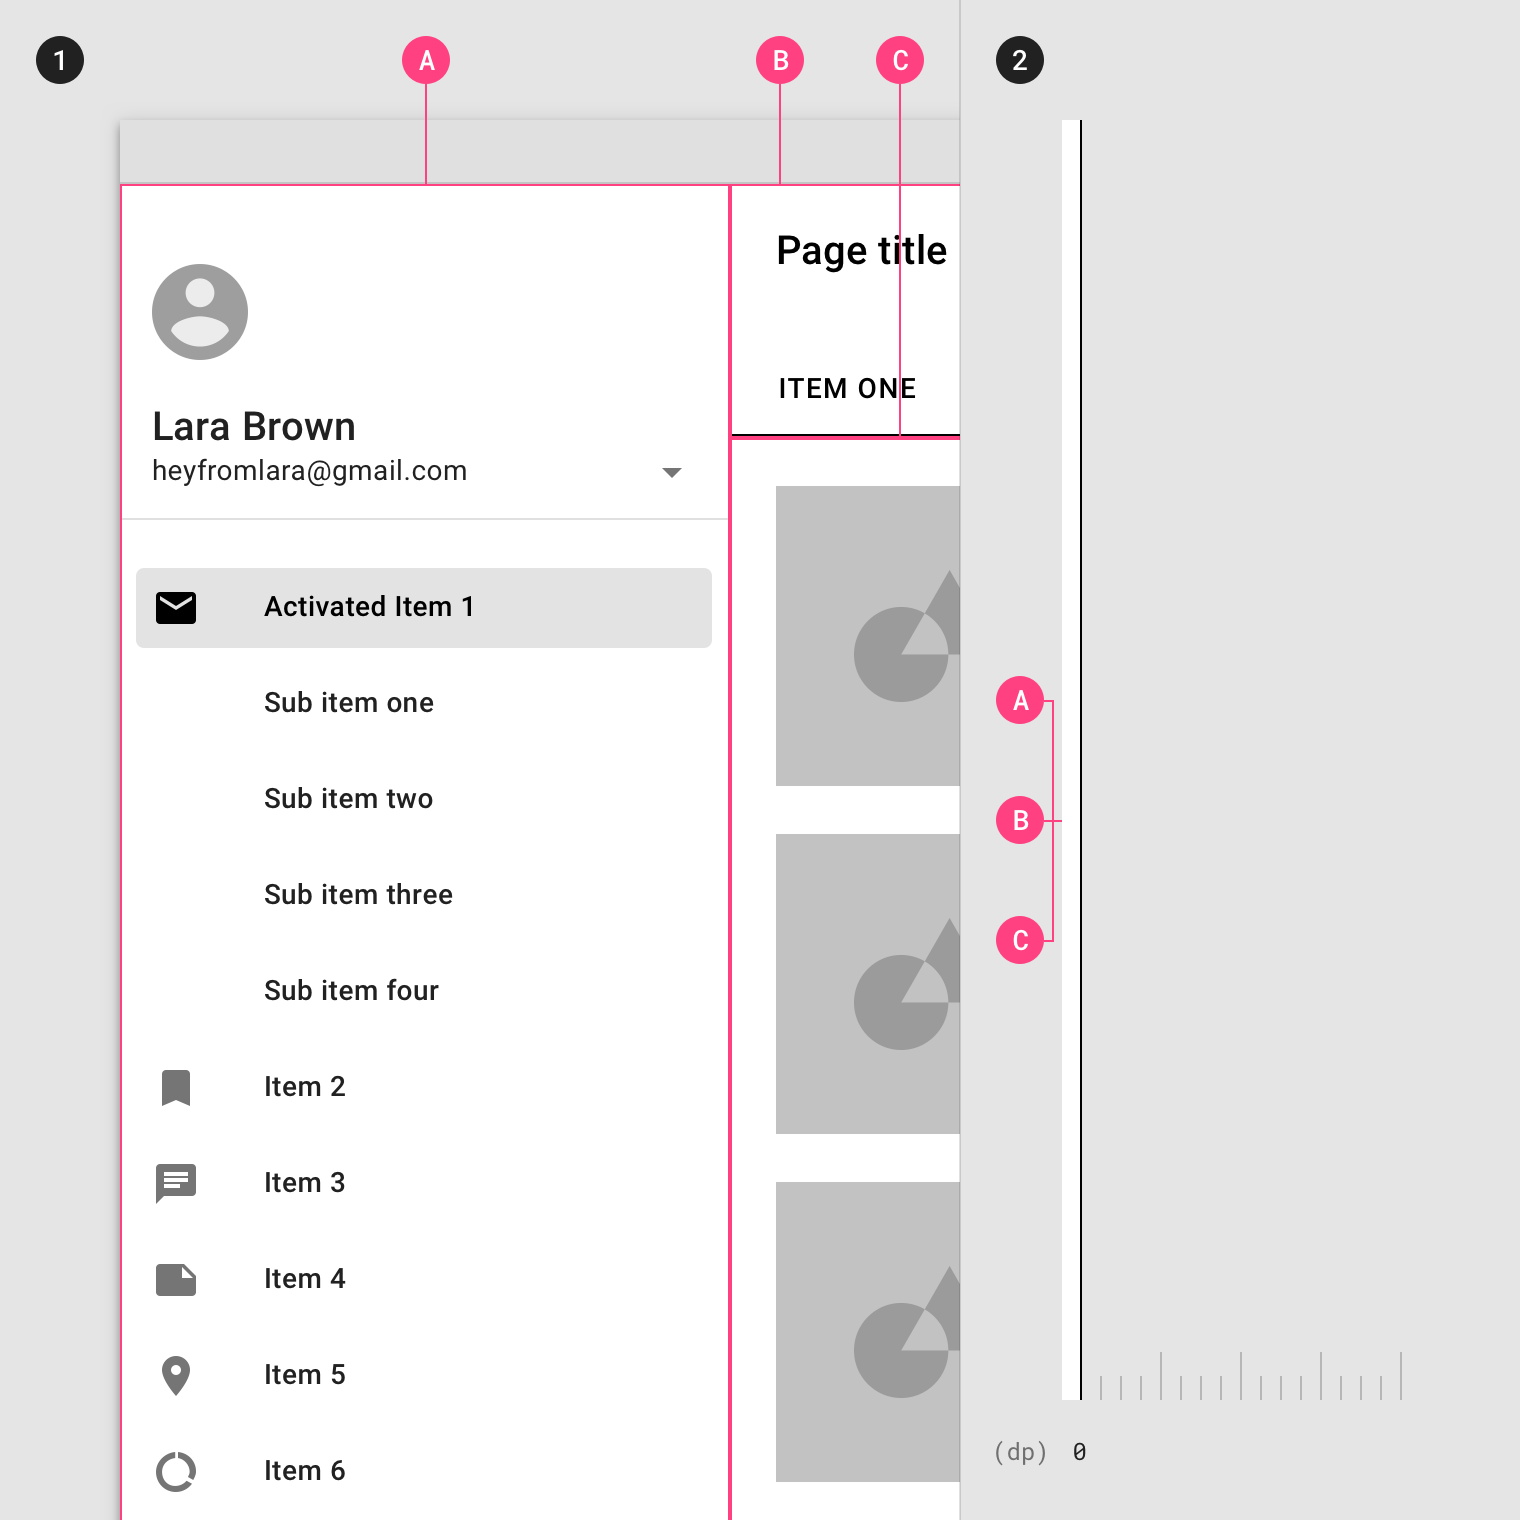 1
A
B
C
2
Page title
ITEM ONE
Lara Brown
heyfromlara@gmail.com
Activated Item 1
Sub item one
Sub item two
Sub item three
Sub item four
Item 2
Item 3
Item 4
Item 5
Item 6
A
B
C
(dp) 0